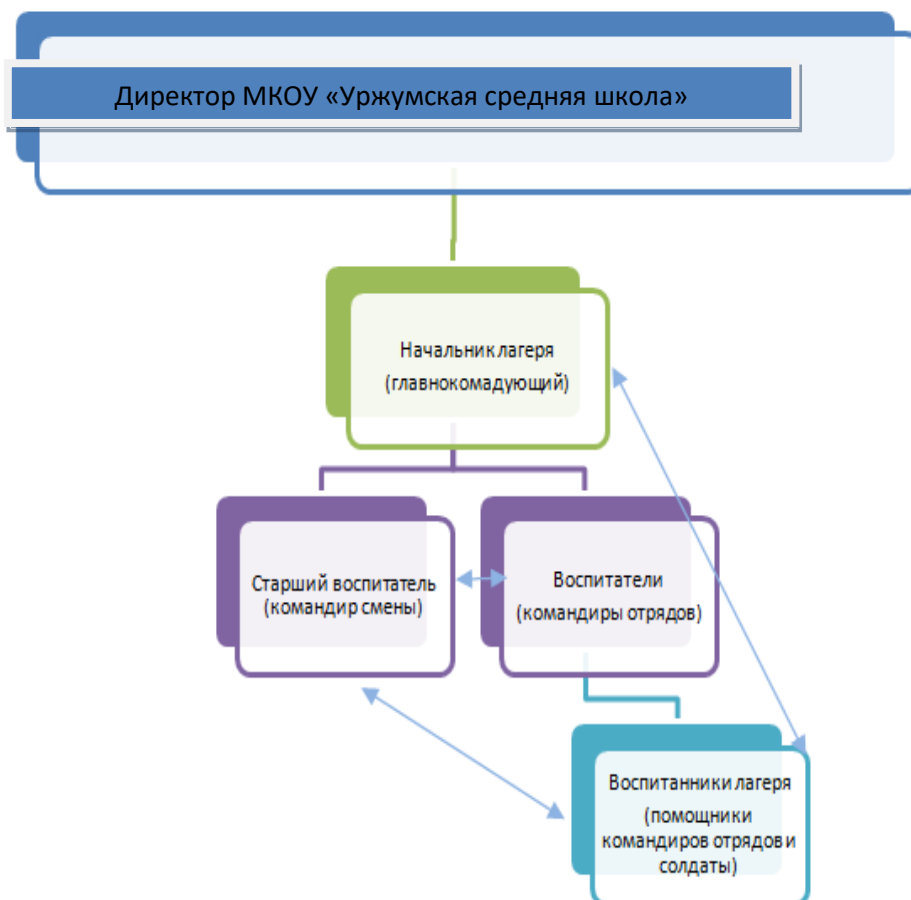 Директор МКОУ «Уржумская средняя школа»
Начальник лагеря
(главнокомадующий)
Старший воспитатель
(командир смены)
Воспитатели
(командиры отрядов)
Воспитанники лагеря
(помощники
командиров отрядов и
солдаты)